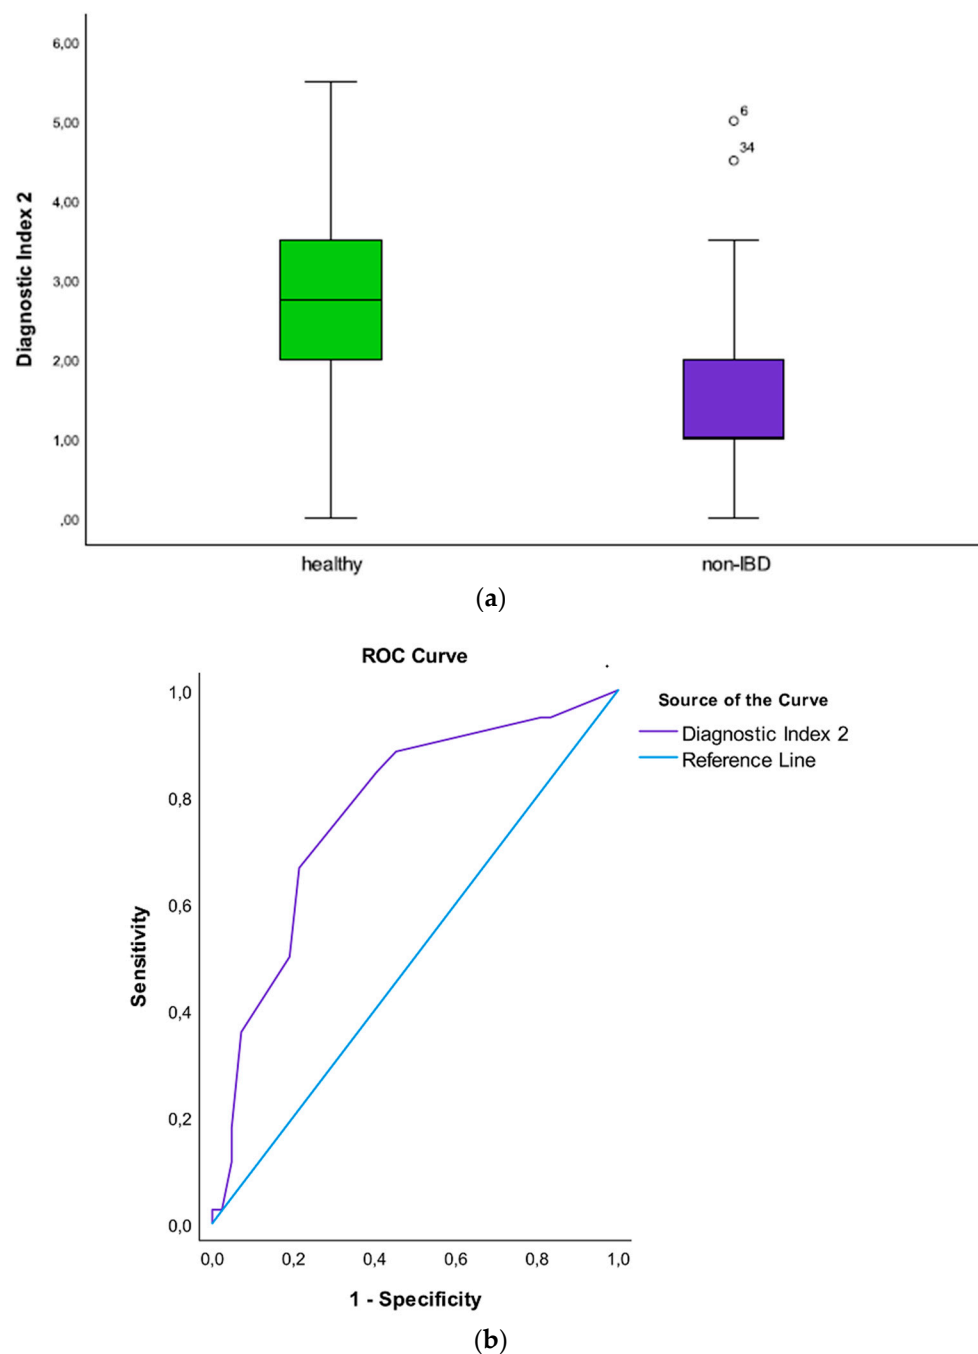 6,00
5,00
4,00
3,00
2,00
1,00
,00
Diagnostic Index 2
6
34
healthy non-IBD
(a)
ROC Curve
1,0
0,8
0,6
0,4
0,2
0,0
Sensitivity
0,0 0,2 0,4 0,6 0,8 1,0
1 - Specificity
Source of the Curve
Diagnostic Index 2
Reference Line
(b)